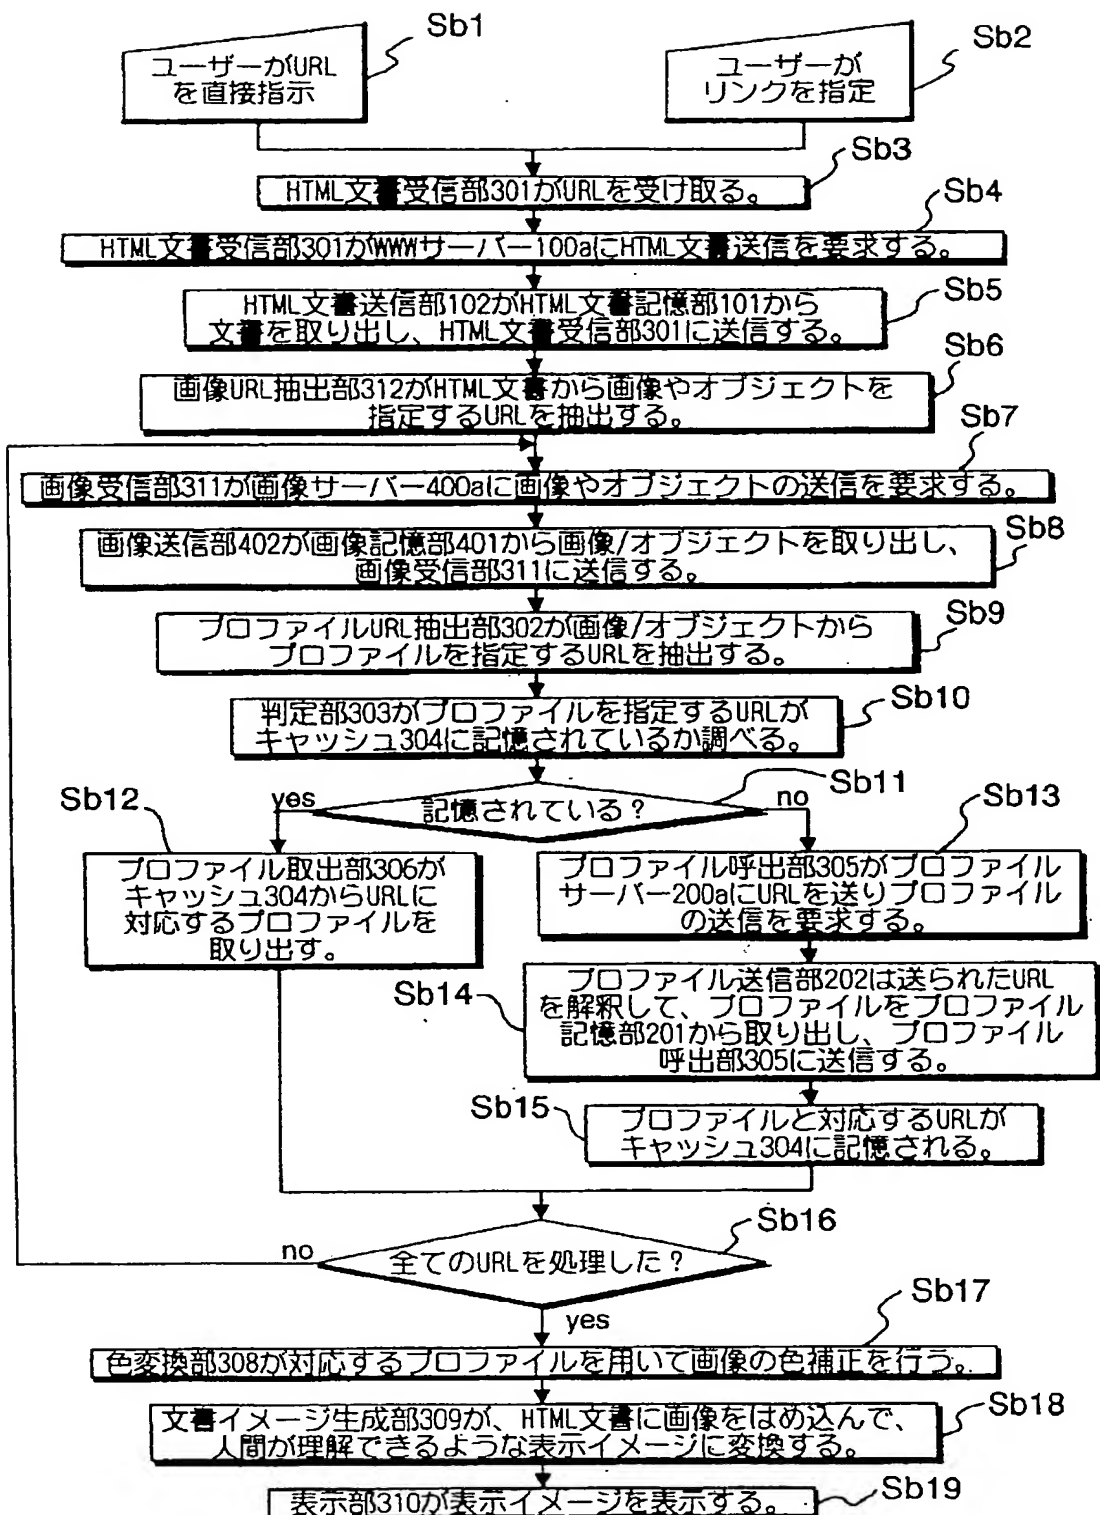 Sb1
ユーザーがURL
を直接指示
Sb2
ユーザーが
リンクを指定
Sb3
HTML文書受信部301がURLを受け取る。
Sb4
HTML文書受信部301がWWWサーバー100aにHTML文書送信を要求する。
Sb5
HTML文書送信部102がHTML文書記憶部101から
文書を取り出し、HTML文書受信部301に送信する。
Sb6
画像URL抽出部312がHTML文書から画像やオブジェクトを
指定するURLを抽出する。
Sb7
画像受信部311が画像サーバー400aに画像やオブジェクトの送信を要求する。
Sb8
画像送信部402が画像記憶部401から画像/オブジェクトを取り出し、
画像受信部311に送信する。
Sb9
プロファイルURL抽出部302が画像/オブジェクトから
プロファイルを指定するURLを抽出する。
Sb10
判定部303がプロファイルを指定するURLが
キャッシュ304に記憶されているか調べる。
Sb11
記憶されている?
yes
no
Sb12
プロファイル取出部306が
キャッシュ304からURLに
対応するプロファイルを
取り出す。
Sb13
プロファイル呼出部305がプロファイル
サーバー200aにURLを送りプロファイル
の送信を要求する。
Sb14
プロファイル送信部202は送られたURL
を解釈して、プロファイルをプロファイル
記憶部201から取り出し、プロファイル
呼出部305に送信する。
Sb15
プロファイルと対応するURLが
キャッシュ304に記憶される。
Sb16
全てのURLを処理した?
no
yes
Sb17
色変換部308が対応するプロファイルを用いて画像の色補正を行う。
Sb18
文書イメージ生成部309が、HTML文書に画像をはめ込んで、
人間が理解できるような表示イメージに変換する。
Sb19
表示部310が表示イメージを表示する。